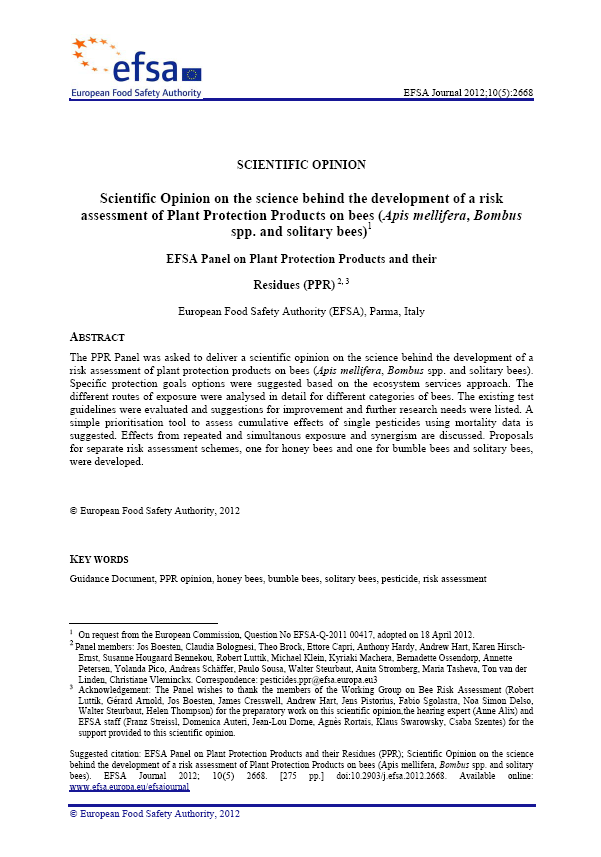 efsa
European Food Safety Authority
EFSA Journal 2012;10(5):2668
SCIENTIFIC OPINION
Scientific Opinion on the science behind the development of a risk
assessment of Plant Protection Products on bees (Apis mellifera, Bombus
spp. and solitary bees)1
EFSA Panel on Plant Protection Products and their
Residues (PPR) 2, 3
European Food Safety Authority (EFSA), Parma, Italy
ABSTRACT
The PPR Panel was asked to deliver a scientific opinion on the science behind the development of a
risk assessment of plant protection products on bees (Apis mellifera, Bombus spp. and solitary bees).
Specific protection goals options were suggested based on the ecosystem services approach. The
different routes of exposure were analysed in detail for different categories of bees. The existing test
guidelines were evaluated and suggestions for improvement and further research needs were listed. A
simple prioritisation tool to assess cumulative effects of single pesticides using mortality data is
suggested. Effects from repeated and simultanous exposure and synergism are discussed. Proposals
for separate risk assessment schemes, one for honey bees and one for bumble bees and solitary bees,
were developed.
© European Food Safety Authority, 2012
KEY WORDS
Guidance Document, PPR opinion, honey bees, bumble bees, solitary bees, pesticide, risk assessment
1 On request from the European Commission, Question No EFSA-Q-2011 00417, adopted on 18 April 2012.
2 Panel members: Jos Boesten, Claudia Bolognesi, Theo Brock, Ettore Capri, Anthony Hardy, Andrew Hart, Karen Hirsch-
Ernst, Susanne Hougaard Bennekou, Robert Luttik, Michael Klein, Kyriaki Machera, Bernadette Ossendorp, Annette
Petersen, Yolanda Pico, Andreas Schäffer, Paulo Sousa, Walter Steurbaut, Anita Stromberg, Maria Tasheva, Ton van der
Linden, Christiane Vleminckx. Correspondence: pesticides.ppr@efsa.europa.eu3
3 Acknowledgement: The Panel wishes to thank the members of the Working Group on Bee Risk Assessment (Robert
Luttik, Gérard Arnold, Jos Boesten, James Cresswell, Andrew Hart, Jens Pistorius, Fabio Sgolastra, Noa Simon Delso,
Walter Steurbaut, Helen Thompson) for the preparatory work on this scientific opinion,the hearing expert (Anne Alix) and
EFSA staff (Franz Streissl, Domenica Auteri, Jean-Lou Dorne, Agnès Rortais, Klaus Swarowsky, Csaba Szentes) for the
support provided to this scientific opinion.
Suggested citation: EFSA Panel on Plant Protection Products and their Residues (PPR); Scientific Opinion on the science
behind the development of a risk assessment of Plant Protection Products on bees (Apis mellifera, Bombus spp. and solitary
bees). EFSA Journal 2012; 10(5) 2668. [275 pp.] doi:10.2903/j.efsa.2012.2668. Available online:
www.efsa.europa.eu/efsajournal
© European Food Safety Authority, 2012